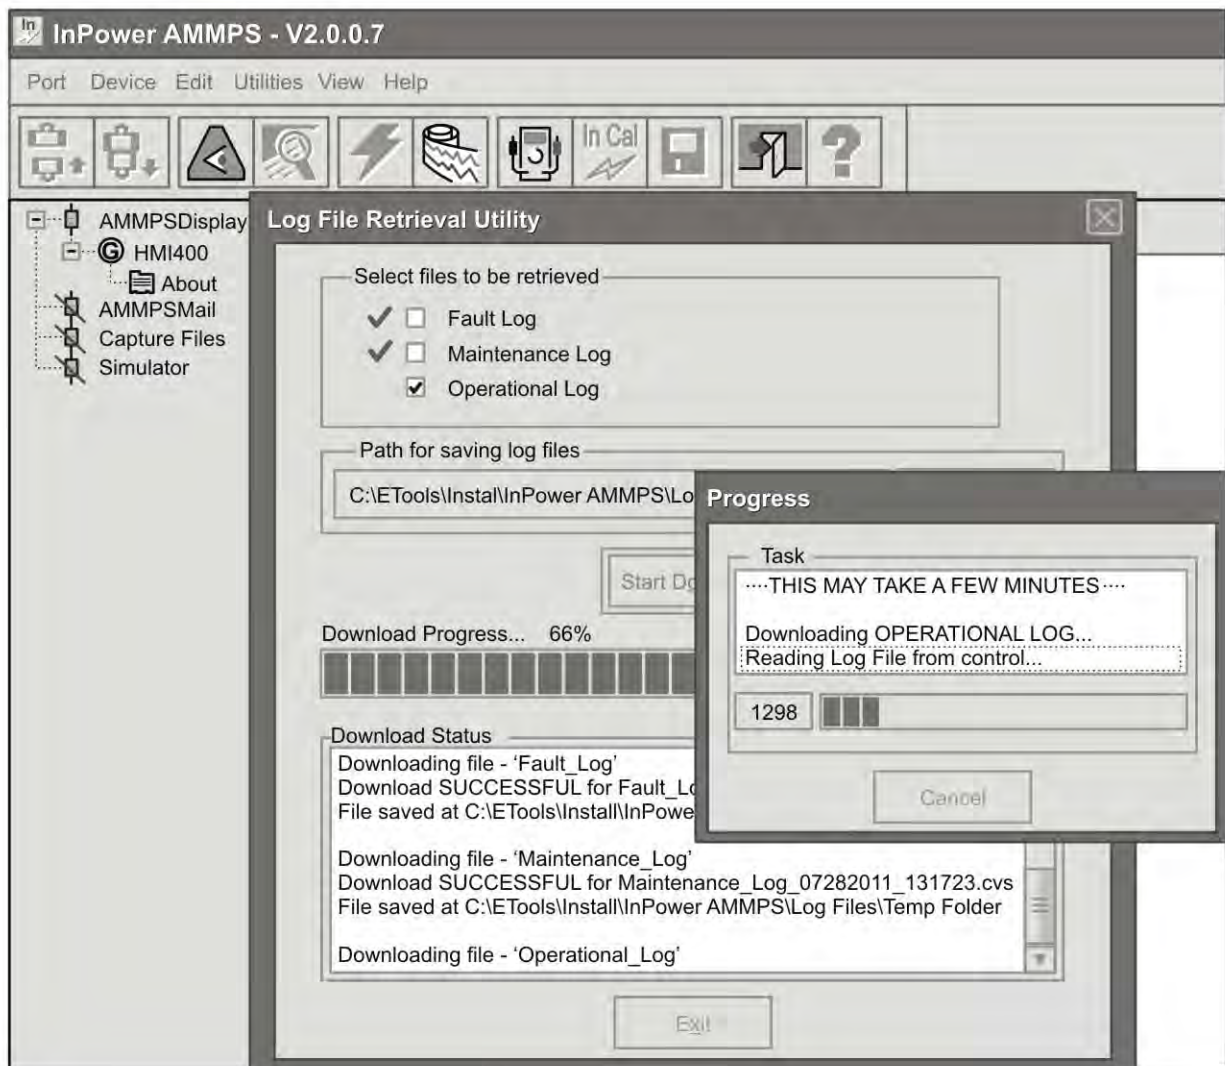 In
InPower AMMPS - V2.0.0.7
Port Device Edit Utilities View Help
In Cal
?
AMMPSDisplay
G HMI400
About
AMMPSMail
Capture Files
Simulator
Log File Retrieval Utility
Select files to be retrieved
Fault Log
Maintenance Log
Operational Log
Path for saving log files
C:\ETools\Instal\InPower AMMPS\Lo
Start Do
Download Progress... 66%
Download Status
Downloading file - ‘Fault_Log’
Download SUCCESSFUL for Fault_Lo
File saved at C:\ETools\Install\InPowe
Downloading file - ‘Maintenance_Log’
Download SUCCESSFUL for Maintenance_Log_07282011_131723.cvs
File saved at C:\ETools\Install\InPower AMMPS\Log Files\Temp Folder
Downloading file - ‘Operational_Log’
Exit
Progress
Task
····THIS MAY TAKE A FEW MINUTES····
Downloading OPERATIONAL LOG...
Reading Log File from control...
1298
Cancel